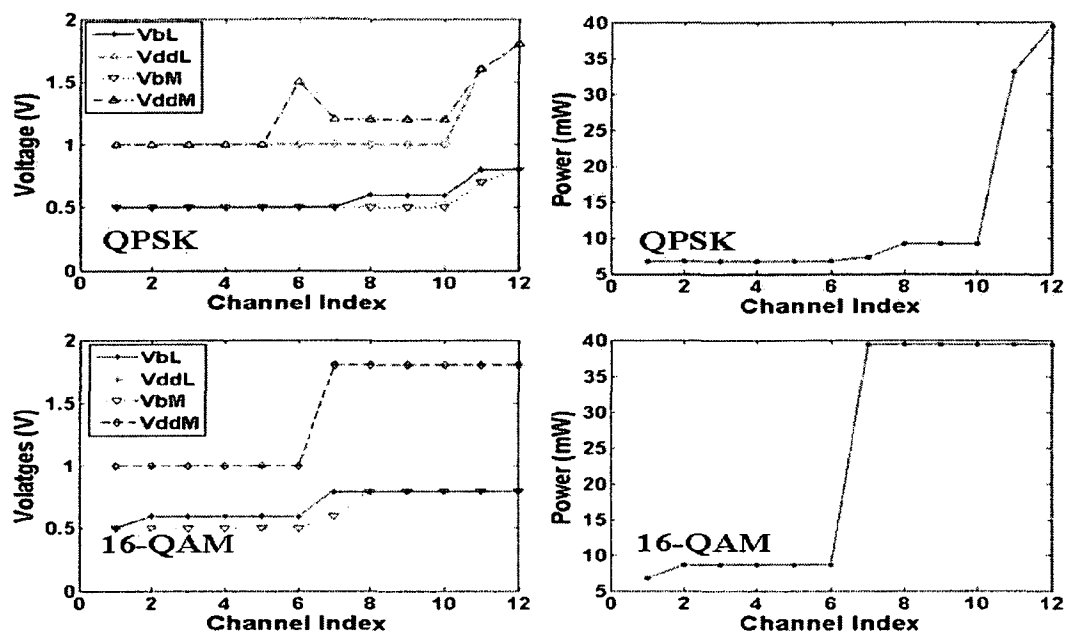 2
1.5
1
0.5
0
Voltage (V)
VbL
VddL
VbM
VddM
QPSK
0 2 4 6 8 10 12
Channel Index
40
35
30
25
20
15
10
5
Power (mW)
QPSK
0 2 4 6 8 10 12
Channel Index
2
1.5
1
0.5
0
Volatges (V)
VbL
VddL
VbM
VddM
16-QAM
0 2 4 6 8 10 12
Channel Index
40
35
30
25
20
15
10
5
Power (mW)
16-QAM
0 2 4 6 8 10 12
Channel Index